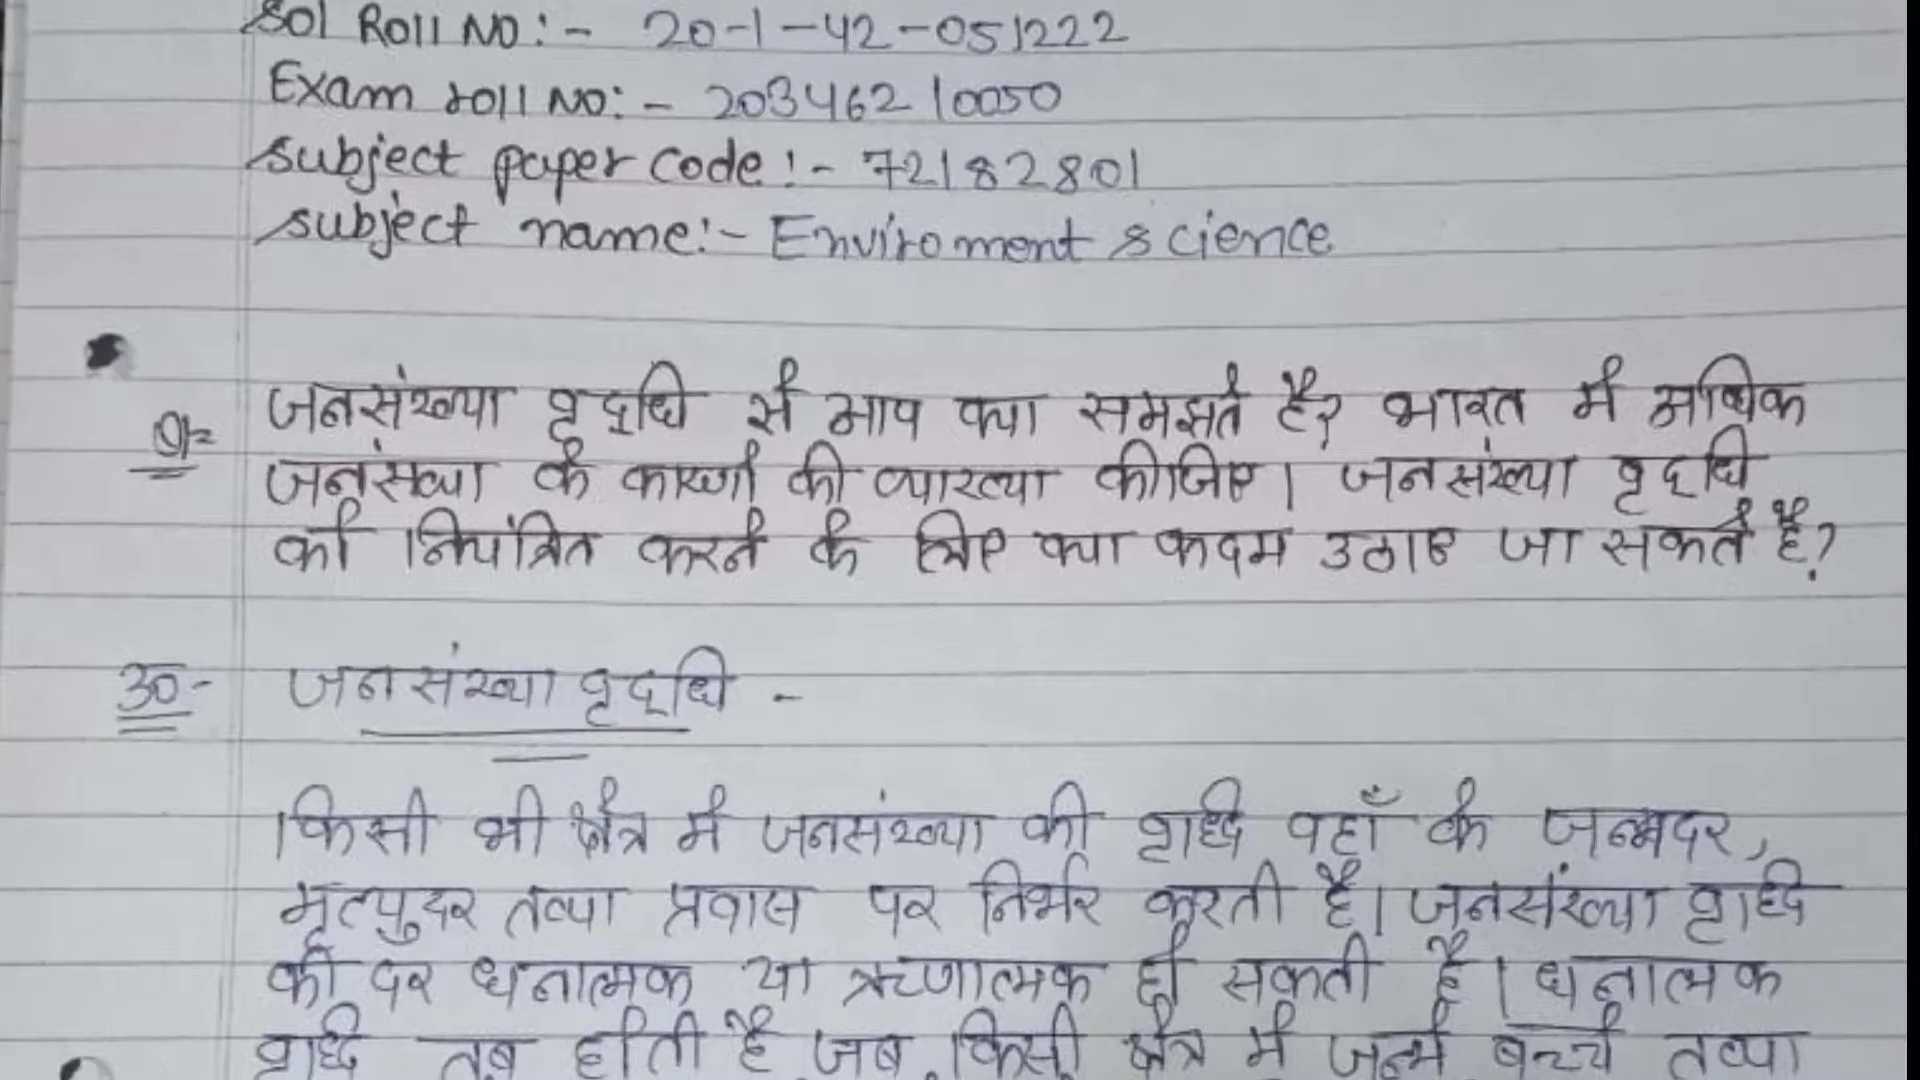 Sol Roll NO:- 20-1-42-051222
Exam roll NO:- 20346210050
Subject paper code:- 72182801
Subject name:- Enviroment science
Q- जनसंख्या वृद्धि से आप क्या समझते है? भारत में अधिक
जनसंख्या के कारणों की व्याख्या कीजिए। जनसंख्या वृद्धि
को नियंत्रित करने के लिए क्या कदम उठाए जा सकते है?
उ०- जनसंख्या वृद्धि -
किसी भी क्षेत्र में जनसंख्या की वृद्धि वहाँ के जन्मदर,
मृत्युदर तथा प्रवास पर निर्भर करती है। जनसंख्या वृद्धि
की दर धनात्मक या ऋणात्मक हो सकती है। धनात्मक
वृद्धि तब होती है जब किसी क्षेत्र में जन्मे बच्चे तथा